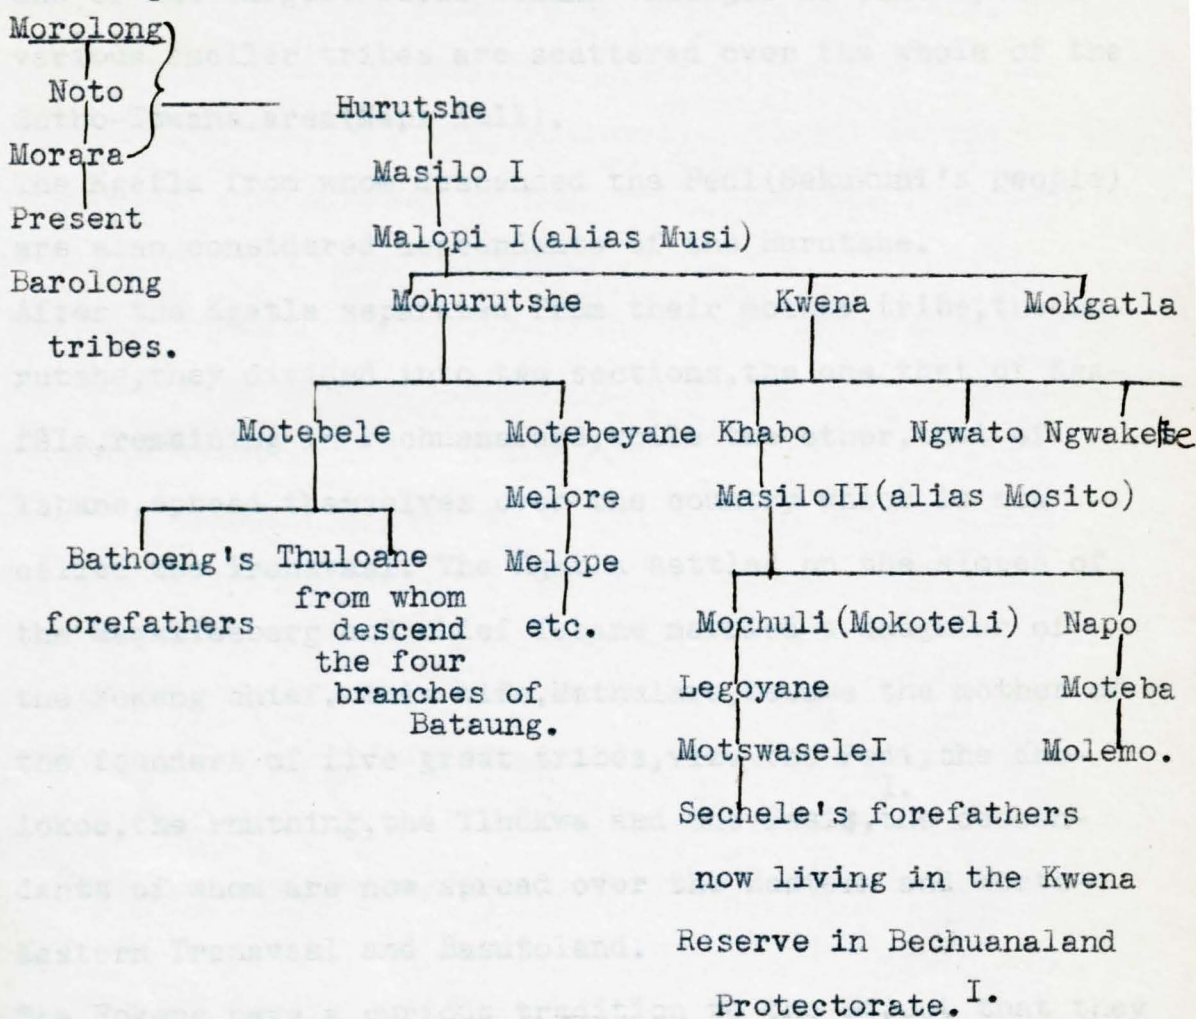 Morolong
Noto
Hurutshe
Morara
Masilo I
Present
Malopi I(alias Musi)
Barolong
Mohurutshe Kwena Mokgatla
tribes.
Motebele Motebeyane Khabo Ngwato Ngwaketse
Melore MasiloII(alias Mosito)
Bathoeng's Thuloane Melope
forefathers from whom etc. Mochuli(Mokoteli) Napo
descend
the four
branches of Legoyane Moteba
Bataung.
MotswaseleI Molemo.
Sechele's forefathers
now living in the Kwena
Reserve in Bechuanaland
Protectorate. I.